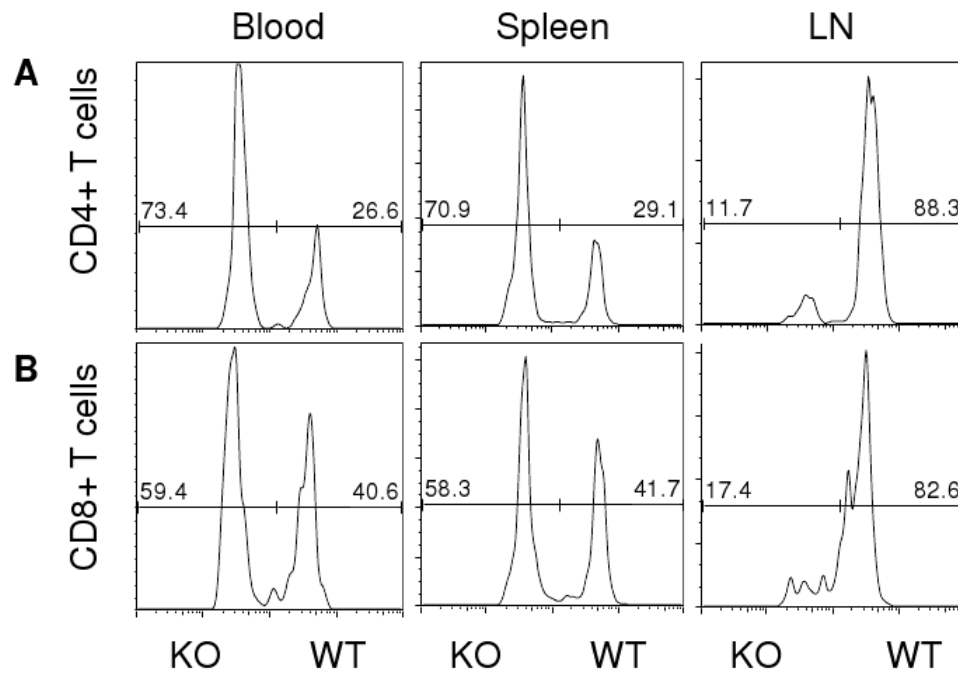 Blood Spleen LN
A
CD4+ T cells
73.4 26.6 70.9 29.1 11.7 88.3
B
CD8+ T cells
59.4 40.6 58.3 41.7 17.4 82.6
KO WT KO WT KO WT